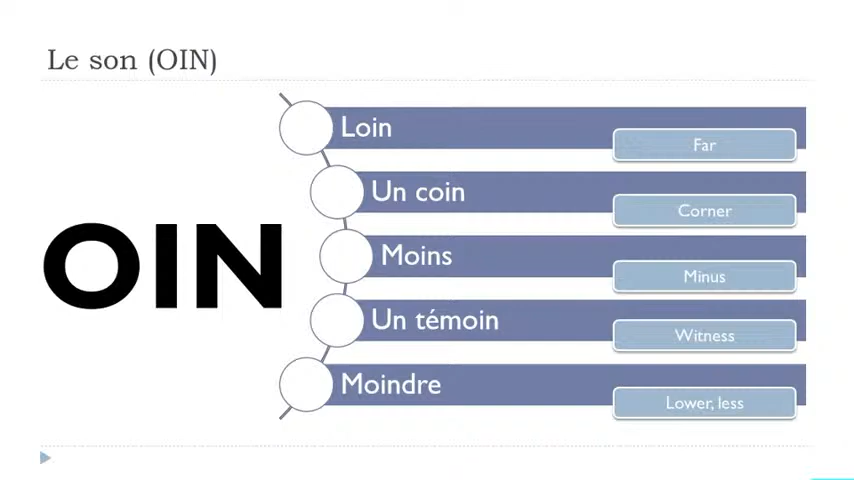 Le son (OIN)
OIN
Loin
Far
Un coin
Corner
Moins
Minus
Un témoin
Witness
Moindre
Lower, less